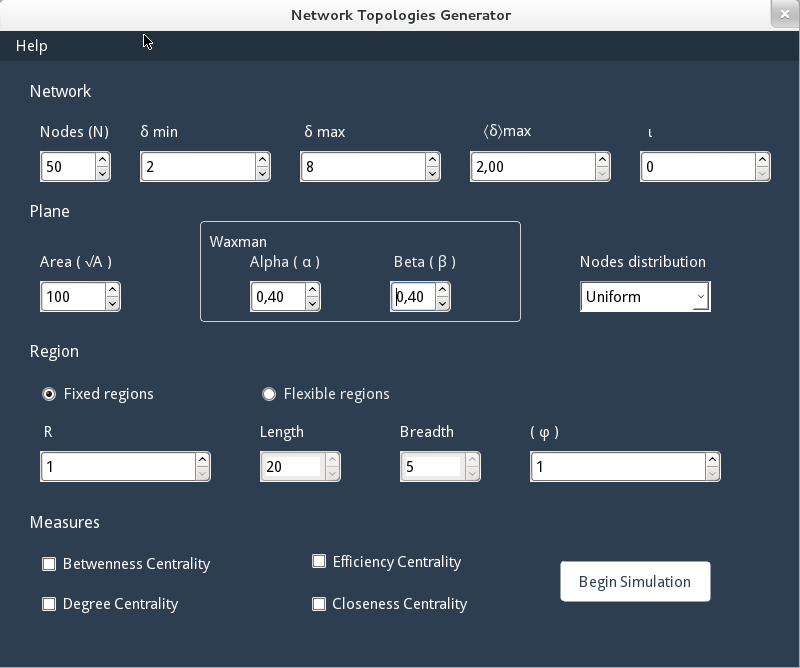 Network Topologies Generator
Help
Network
Nodes (N) δ min δ max ⟨δ⟩max ι
50 2 8 2,00 0
Plane
Waxman
Area ( √A ) Alpha ( α ) Beta ( β ) Nodes distribution
100 0,40 0,40 Uniform
Region
Fixed regions Flexible regions
R Length Breadth ( φ )
1 20 5 1
Measures
Betwenness Centrality Efficiency Centrality
Begin Simulation
Degree Centrality Closeness Centrality